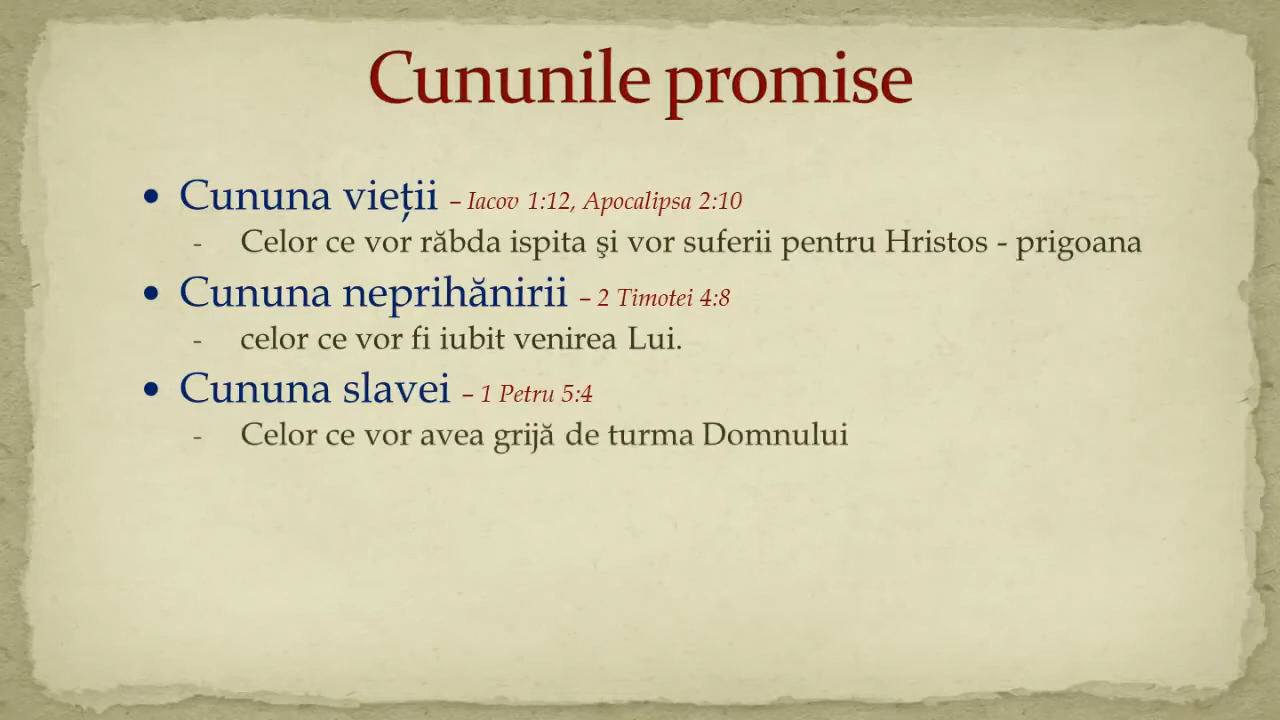 Cununile promise
• Cununa vieții – Iacov 1:12, Apocalipsa 2:10
- Celor ce vor răbda ispita şi vor suferii pentru Hristos - prigoana
• Cununa neprihănirii – 2 Timotei 4:8
- celor ce vor fi iubit venirea Lui.
• Cununa slavei – 1 Petru 5:4
- Celor ce vor avea grijă de turma Domnului